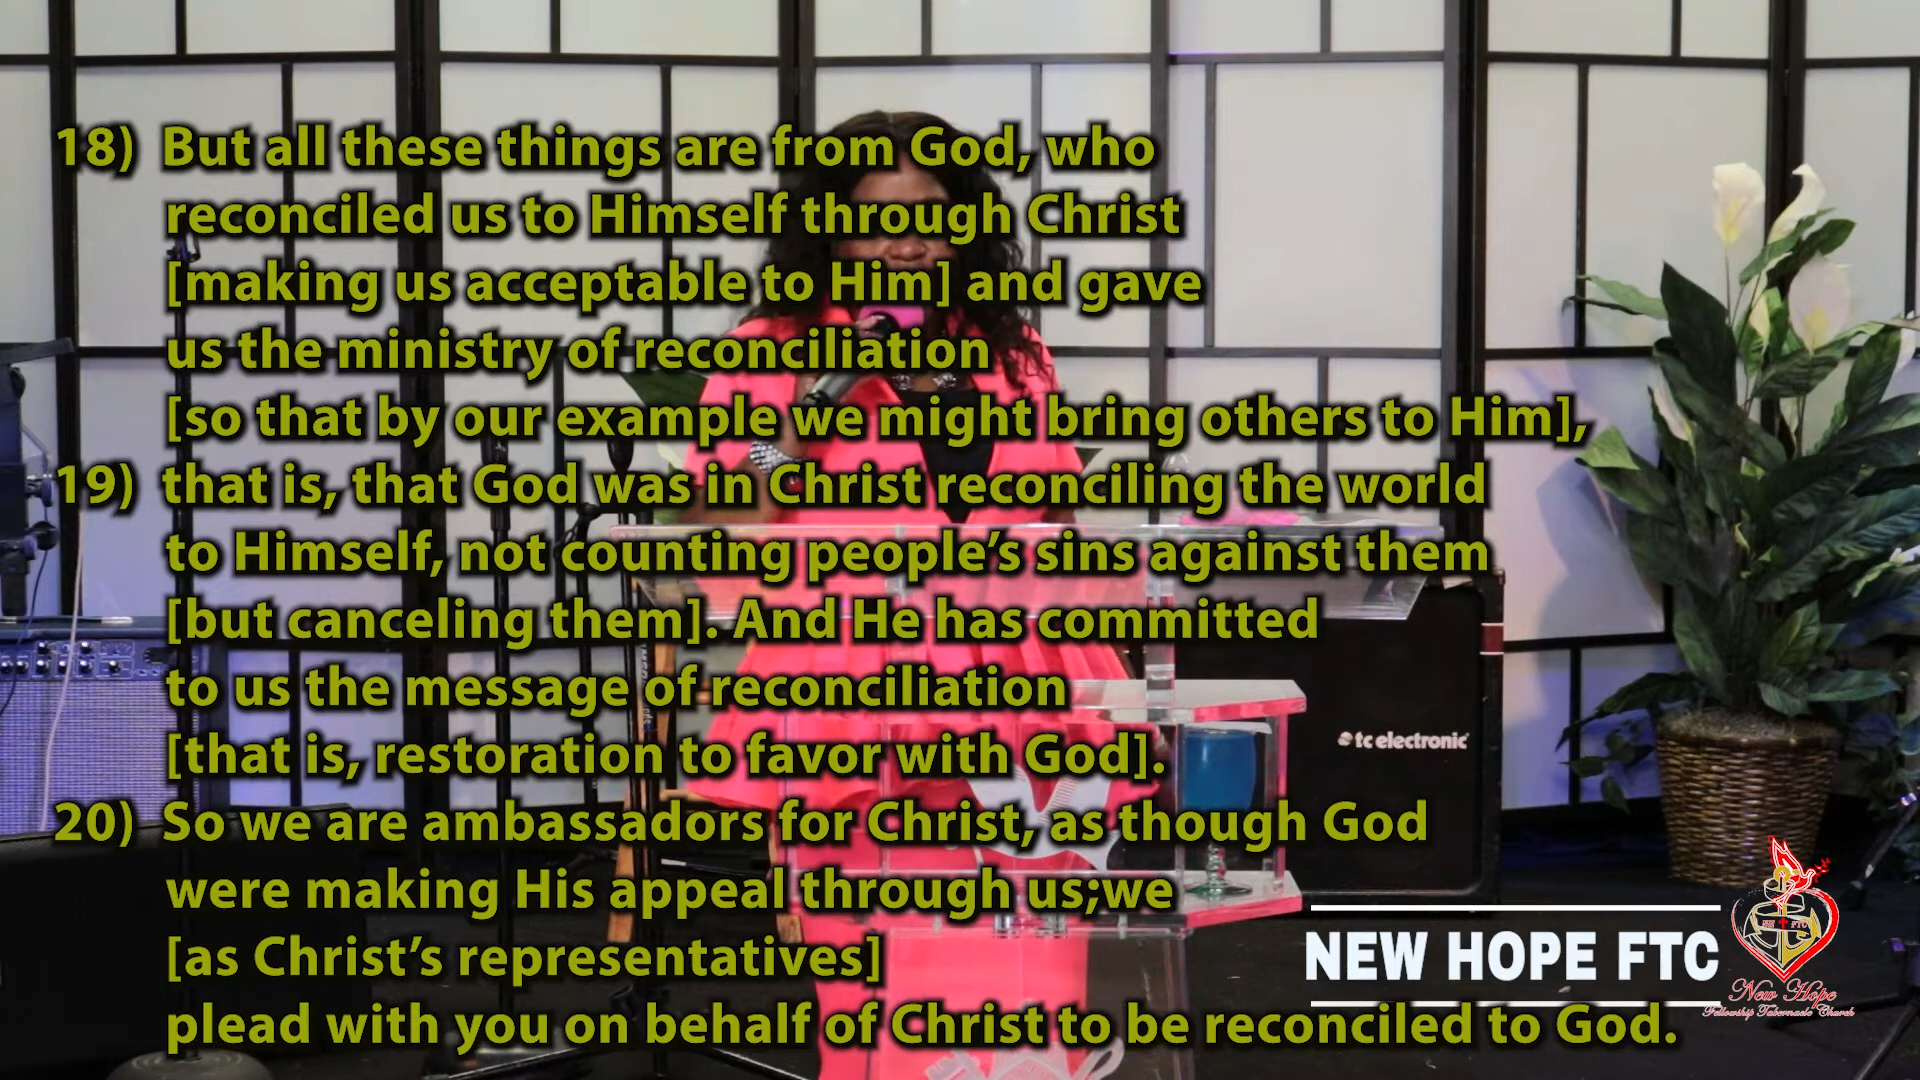 18) But all these things are from God, who
reconciled us to Himself through Christ
[making us acceptable to Him] and gave
us the ministry of reconciliation
[so that by our example we might bring others to Him],
19) that is, that God was in Christ reconciling the world
to Himself, not counting people's sins against them
[but canceling them]. And He has committed
to us the message of reconciliation
[that is, restoration to favor with God].
tc electronic
20) So we are ambassadors for Christ, as though God
were making His appeal through us;we
[as Christ's representatives]
plead with you on behalf of Christ to be reconciled to God.
NEW HOPE FTC
New Hope
Fellowship Tabernacle Church